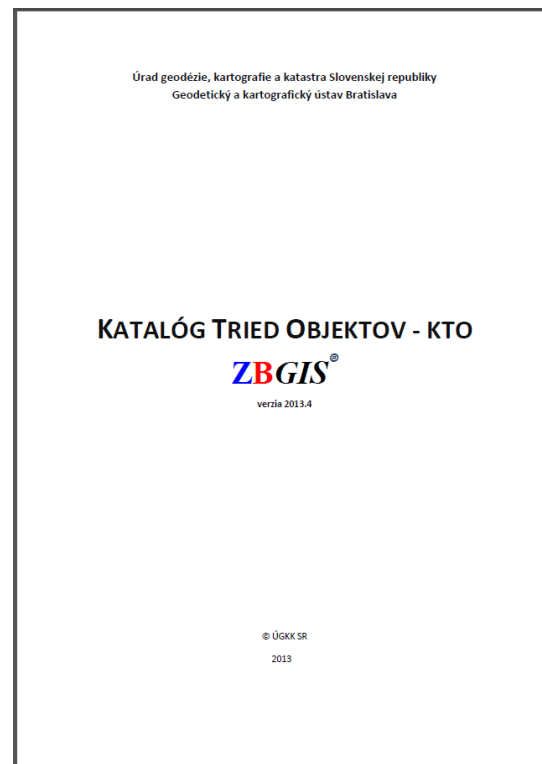 Úrad geodézie, kartografie a katastra Slovenskej republiky
Geodetický a kartografický ústav Bratislava
KATALÓG TRIED OBJEKTOV - KTO
ZBGIS®
verzia 2013.4
© ÚGKK SR
2013